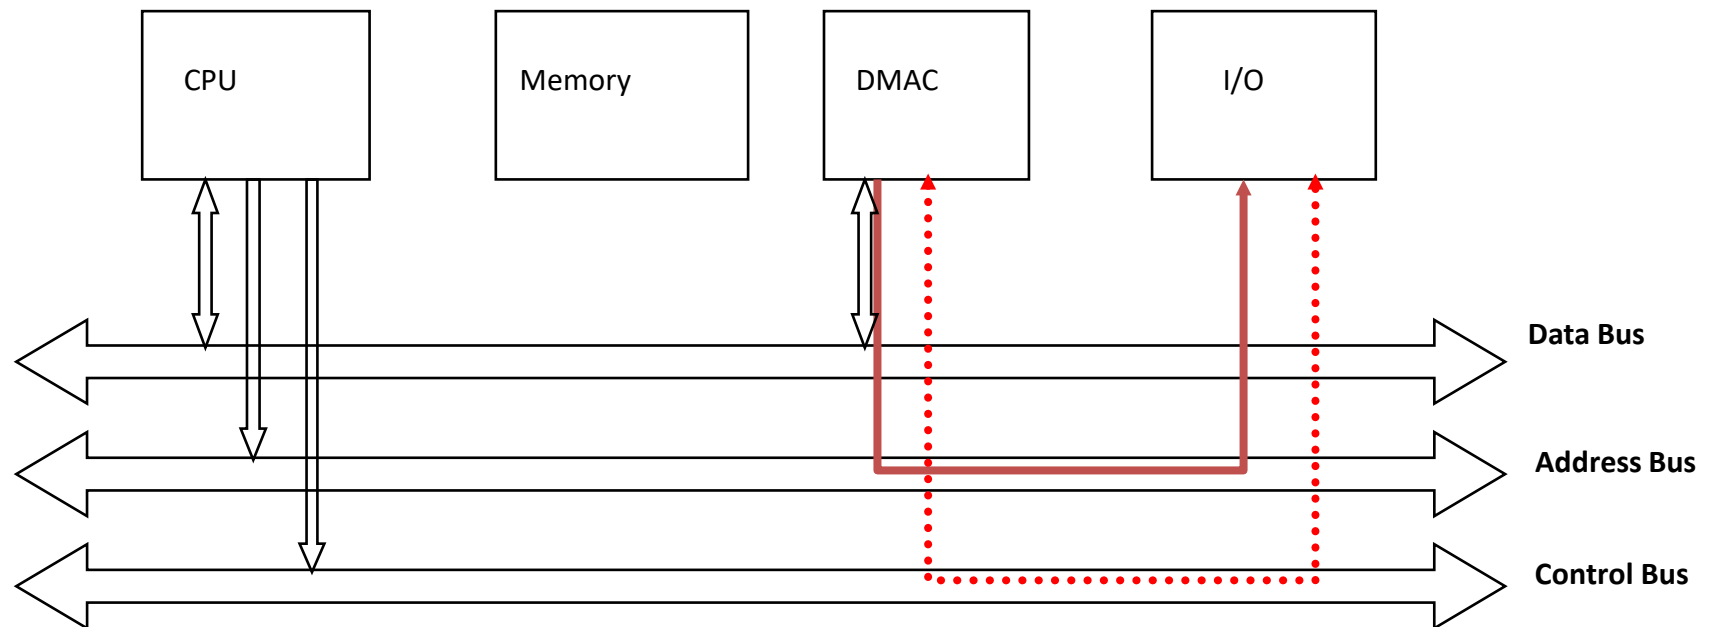 CPU
Memory
DMAC
I/O
Data Bus
Address Bus
Control Bus